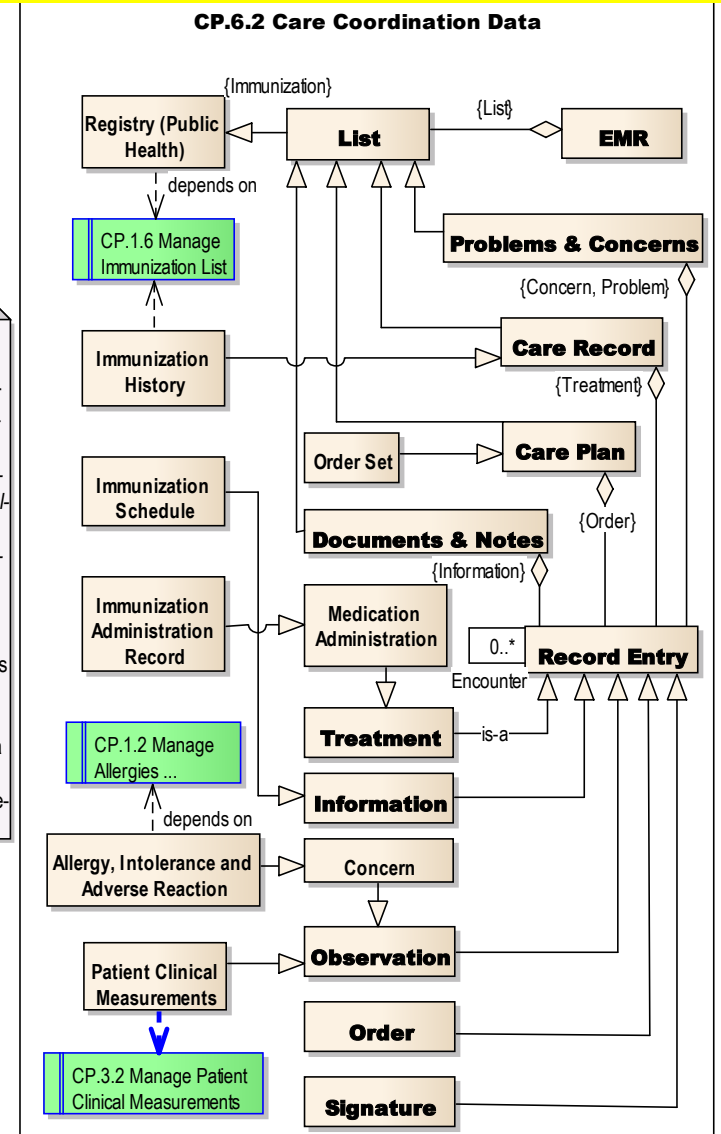 CP.6.2 Care Coordination Data
{Immunization}
{List}
Registry (Public
Health)
List
EMR
depends on
CP.1.6 Manage
Immunization List
Problems & Concerns
{Concern, Problem}
Immunization
History
Care Record
{Treatment}
Order Set
Care Plan
Immunization
Schedule
{Order}
Documents & Notes
{Information}
Immunization
Administration
Record
Medication
Administration
0..*
Record Entry
Encounter
Treatment
is-a
CP.1.2 Manage
Allergies ...
Information
depends on
Allergy, Intolerance and
Adverse Reaction
Concern
Patient Clinical
Measurements
Observation
Order
CP.3.2 Manage Patient
Clinical Measurements
Signature